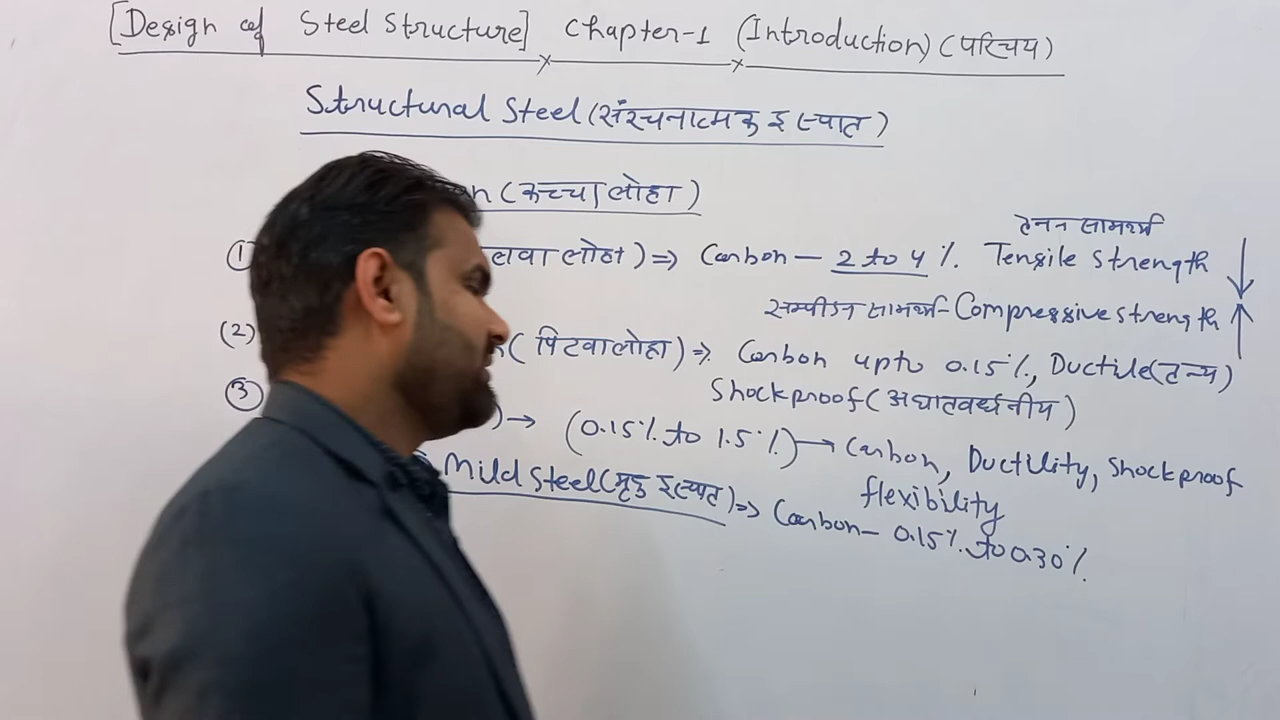 [Design of Steel Structure] Chapter-1 (Introduction) (परिचय)
Structural Steel (संरचनात्मक इस्पात)
(कच्चा लोहा)
① लवा लोहा) => Carbon - 2 to 4 %. Tensile Strength ↓
तनन सामर्थ्य
सम्पीडन सामर्थ्य - Compressive strength ↑
(2) (पिटवा लोहा) => Carbon upto 0.15%, Ductile (तन्य)
Shockproof (अघातवर्धनीय)
③ ) → (0.15% to 1.5%) → Carbon, Ductility, Shockproof
flexibility
Mild Steel (मृदु इस्पात) => Carbon - 0.15% to 0.30%